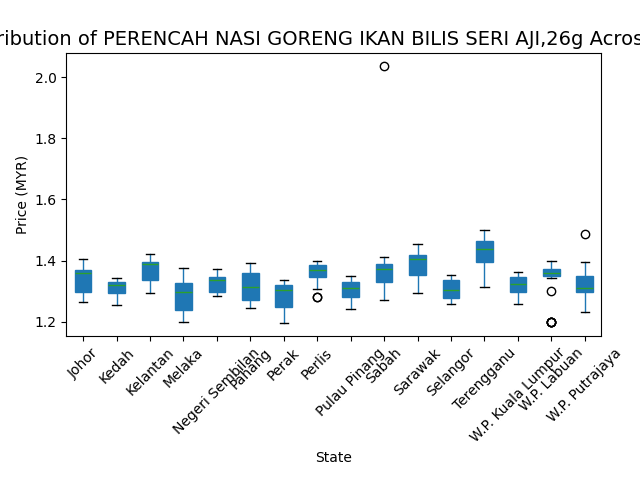 ribution of PERENCAH NASI GORENG IKAN BILIS SERI AJI,26g Acros
Price (MYR)
2.0
1.8
1.6
1.4
1.2
Johor
Kedah
Kelantan
Melaka
Negeri Sembilan
Pahang
Perak
Perlis
Pulau Pinang
Sabah
Sarawak
Selangor
Terengganu
W.P. Kuala Lumpur
W.P. Labuan
W.P. Putrajaya
State